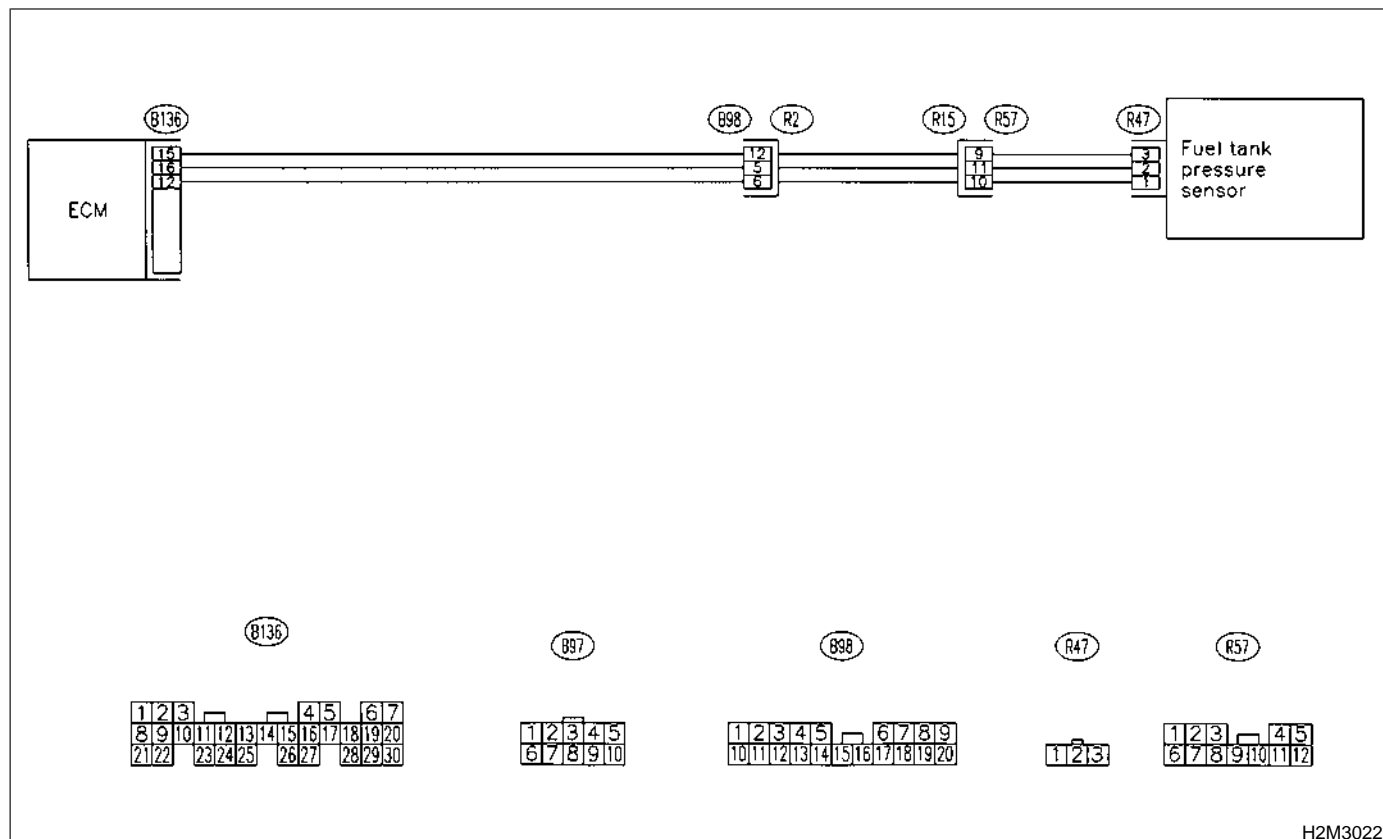 B136 B98 R2 R15 R57 R47
15 12 9 3
16 5 11 2
12 6 10 1
ECM
Fuel tank
pressure
sensor
B136 B97 B98 R47 R57
1 2 3 4 5 6 7
8 9 10 11 12 13 14 15 16 17 18 19 20
21 22 23 24 25 26 27 28 29 30
1 2 3 4 5
6 7 8 9 10
1 2 3 4 5 6 7 8 9
10 11 12 13 14 15 16 17 18 19 20
1 2 3
1 2 3 4 5
6 7 8 9 10 11 12
H2M3022